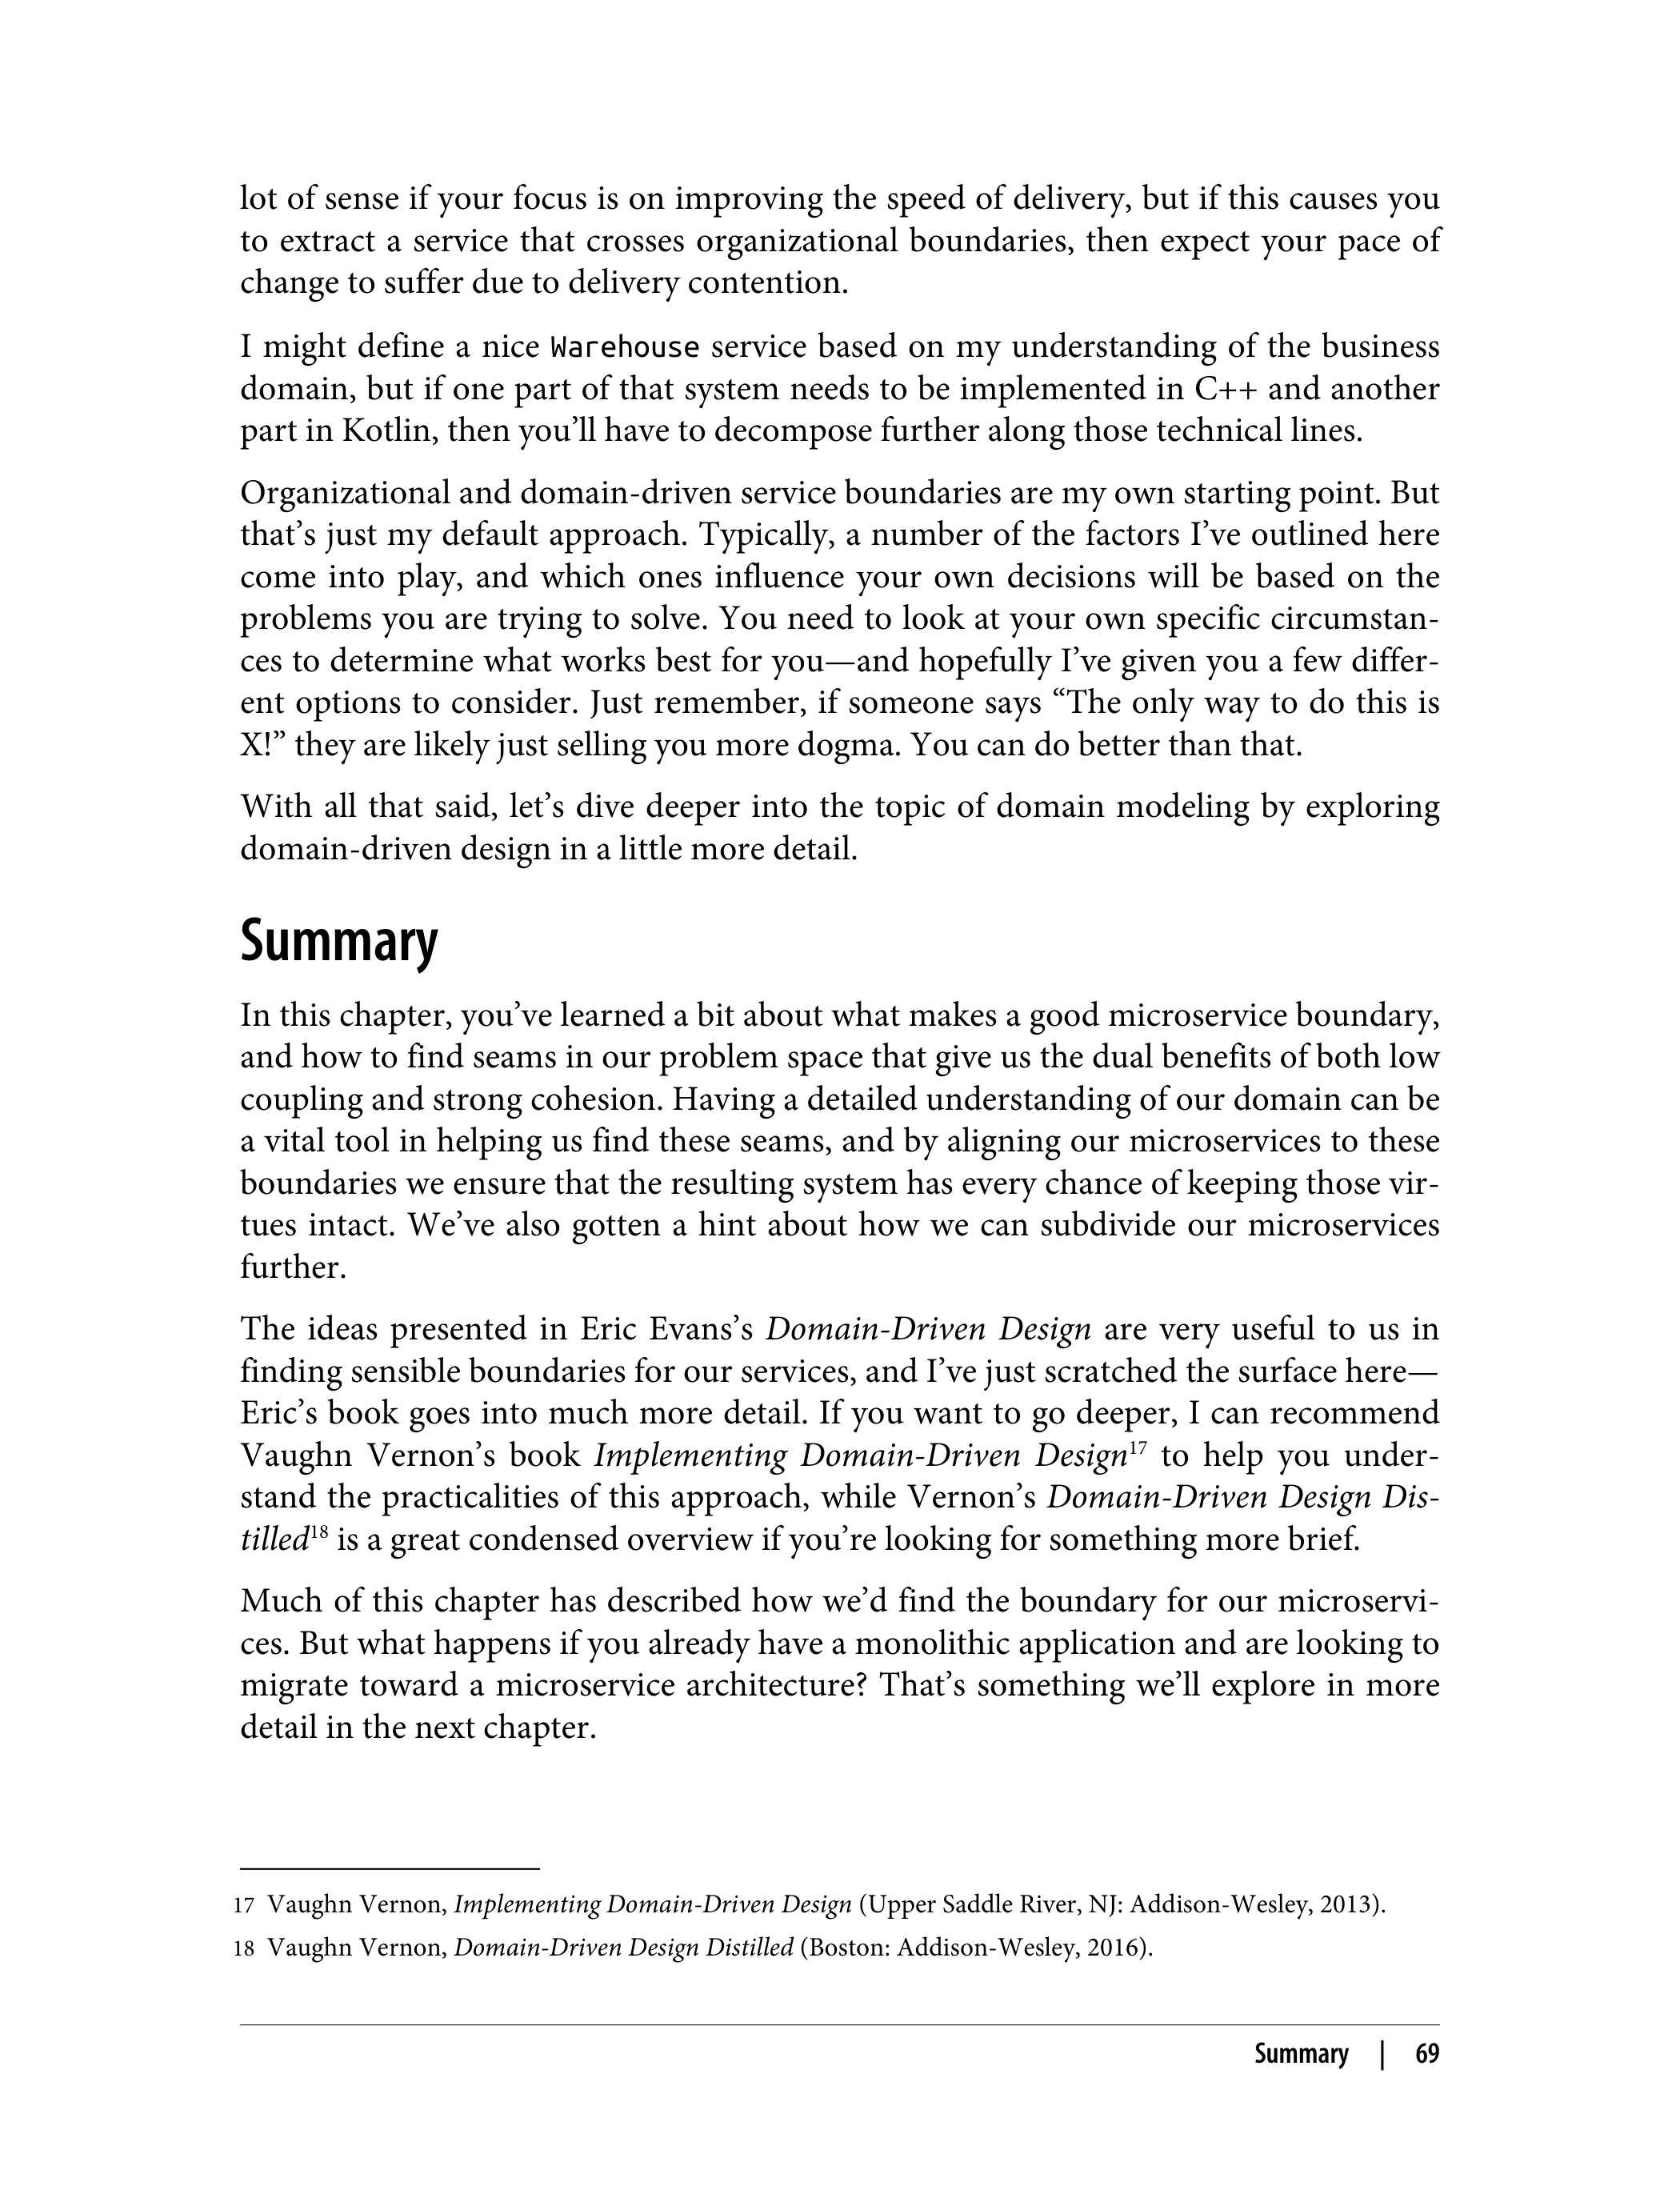 lot of sense if your focus is on improving the speed of delivery, but if this causes you
to extract a service that crosses organizational boundaries, then expect your pace of
change to suffer due to delivery contention.
I might define a nice Warehouse service based on my understanding of the business
domain, but if one part of that system needs to be implemented in C++ and another
part in Kotlin, then you’ll have to decompose further along those technical lines.
Organizational and domain-driven service boundaries are my own starting point. But
that’s just my default approach. Typically, a number of the factors I’ve outlined here
come into play, and which ones influence your own decisions will be based on the
problems you are trying to solve. You need to look at your own specific circumstan-
ces to determine what works best for you—and hopefully I’ve given you a few differ-
ent options to consider. Just remember, if someone says “The only way to do this is
X!” they are likely just selling you more dogma. You can do better than that.
With all that said, let’s dive deeper into the topic of domain modeling by exploring
domain-driven design in a little more detail.
Summary
In this chapter, you’ve learned a bit about what makes a good microservice boundary,
and how to find seams in our problem space that give us the dual benefits of both low
coupling and strong cohesion. Having a detailed understanding of our domain can be
a vital tool in helping us find these seams, and by aligning our microservices to these
boundaries we ensure that the resulting system has every chance of keeping those vir-
tues intact. We’ve also gotten a hint about how we can subdivide our microservices
further.
The ideas presented in Eric Evans’s Domain-Driven Design are very useful to us in
finding sensible boundaries for our services, and I’ve just scratched the surface here—
Eric’s book goes into much more detail. If you want to go deeper, I can recommend
Vaughn Vernon’s book Implementing Domain-Driven Design17 to help you under-
stand the practicalities of this approach, while Vernon’s Domain-Driven Design Dis-
tilled18 is a great condensed overview if you’re looking for something more brief.
Much of this chapter has described how we’d find the boundary for our microservi-
ces. But what happens if you already have a monolithic application and are looking to
migrate toward a microservice architecture? That’s something we’ll explore in more
detail in the next chapter.
17 Vaughn Vernon, Implementing Domain-Driven Design (Upper Saddle River, NJ: Addison-Wesley, 2013).
18 Vaughn Vernon, Domain-Driven Design Distilled (Boston: Addison-Wesley, 2016).
Summary | 69